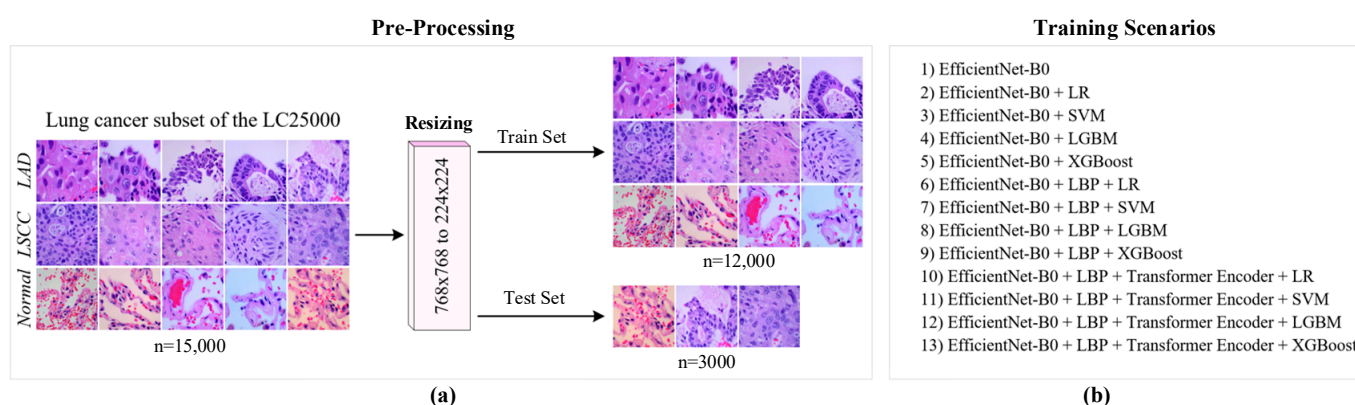 Pre-Processing
Lung cancer subset of the LC25000
LAD
LSCC
Normal
n=15,000
Resizing
768x768 to 224x224
Train Set
n=12,000
Test Set
n=3000
(a)
Training Scenarios
1) EfficientNet-B0
2) EfficientNet-B0 + LR
3) EfficientNet-B0 + SVM
4) EfficientNet-B0 + LGBM
5) EfficientNet-B0 + XGBoost
6) EfficientNet-B0 + LBP + LR
7) EfficientNet-B0 + LBP + SVM
8) EfficientNet-B0 + LBP + LGBM
9) EfficientNet-B0 + LBP + XGBoost
10) EfficientNet-B0 + LBP + Transformer Encoder + LR
11) EfficientNet-B0 + LBP + Transformer Encoder + SVM
12) EfficientNet-B0 + LBP + Transformer Encoder + LGBM
13) EfficientNet-B0 + LBP + Transformer Encoder + XGBoost
(b)